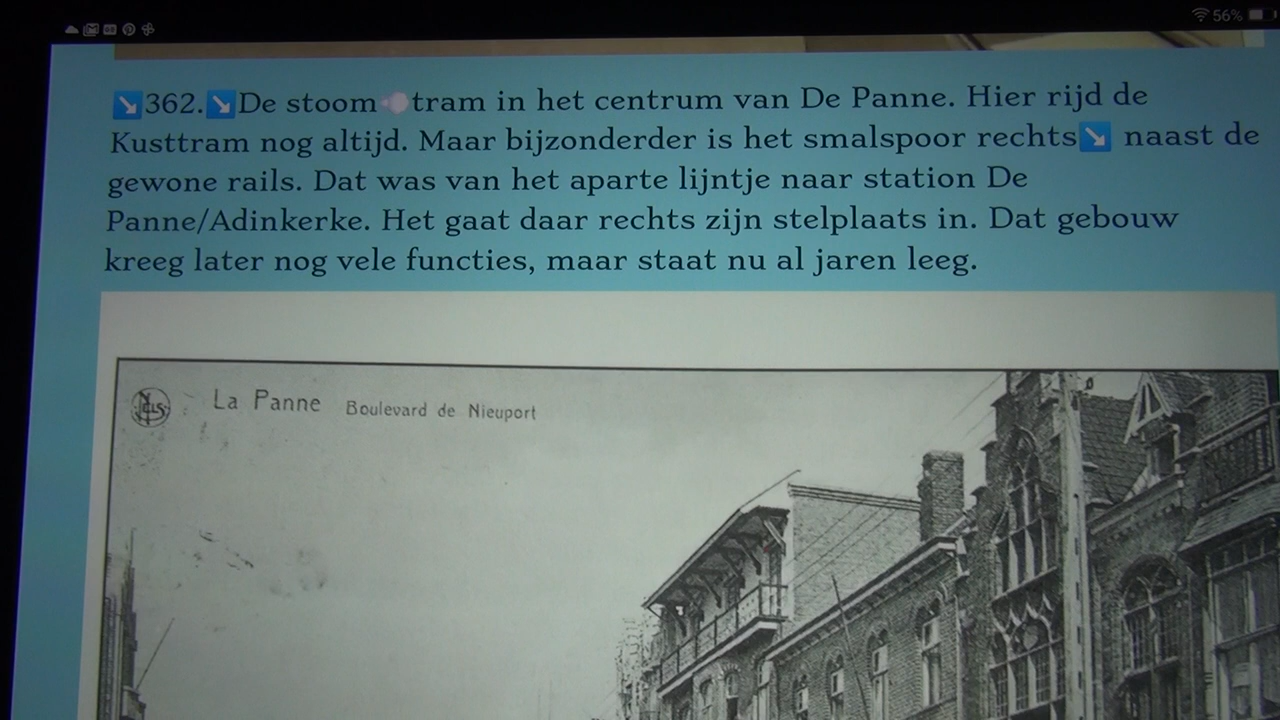 56%
↘362.↘De stoom tram in het centrum van De Panne. Hier rijd de
Kusttram nog altijd. Maar bijzonderder is het smalspoor rechts↘ naast de
gewone rails. Dat was van het aparte lijntje naar station De
Panne/Adinkerke. Het gaat daar rechts zijn stelplaats in. Dat gebouw
kreeg later nog vele functies, maar staat nu al jaren leeg.
La Panne Boulevard de Nieuport